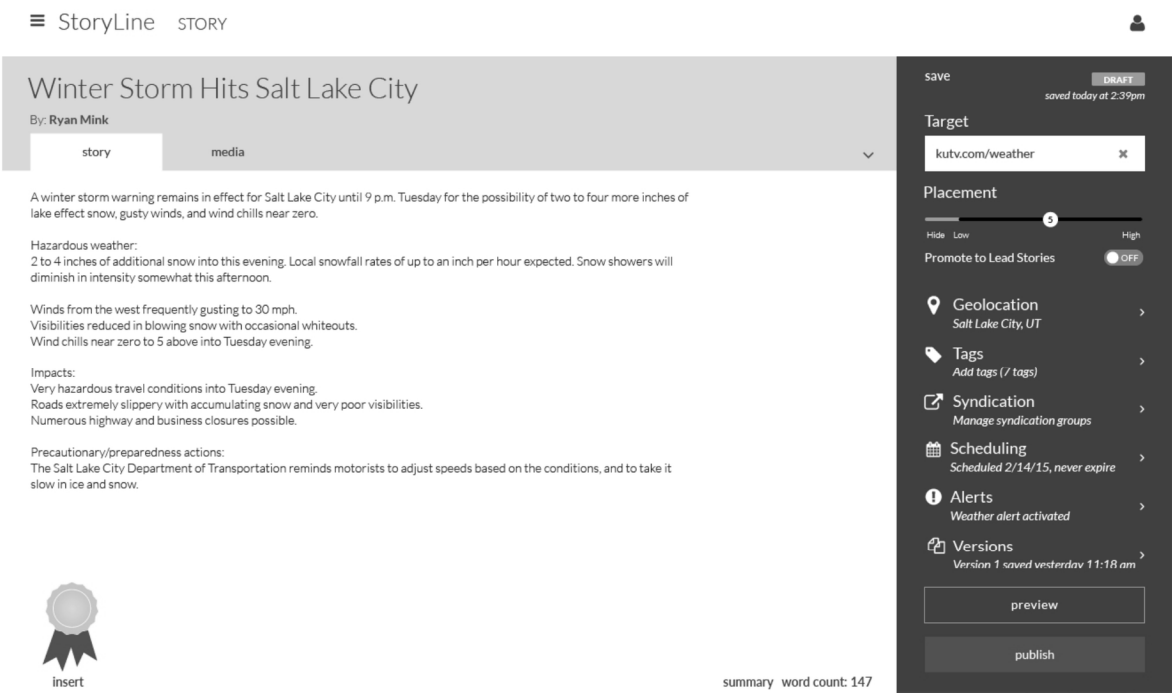 StoryLine STORY
Winter Storm Hits Salt Lake City
By: Ryan Mink
story media
A winter storm warning remains in effect for Salt Lake City until 9 p.m. Tuesday for the possibility of two to four more inches of
lake effect snow, gusty winds, and wind chills near zero.
Hazardous weather:
2 to 4 inches of additional snow into this evening. Local snowfall rates of up to an inch per hour expected. Snow showers will
diminish in intensity somewhat this afternoon.
Winds from the west frequently gusting to 30 mph.
Visibilities reduced in blowing snow with occasional whiteouts.
Wind chills near zero to 5 above into Tuesday evening.
Impacts:
Very hazardous travel conditions into Tuesday evening.
Roads extremely slippery with accumulating snow and very poor visibilities.
Numerous highway and business closures possible.
Precautionary/preparedness actions:
The Salt Lake City Department of Transportation reminds motorists to adjust speeds based on the conditions, and to take it
slow in ice and snow.
insert
summary word count: 147
save DRAFT
saved today at 2:39pm
Target
kutv.com/weather
Placement
5
Hide Low High
Promote to Lead Stories OFF
Geolocation
Salt Lake City, UT
Tags
Add tags (7 tags)
Syndication
Manage syndication groups
Scheduling
Scheduled 2/14/15, never expire
Alerts
Weather alert activated
Versions
Version 1 saved yesterday 11:18 am
preview
publish